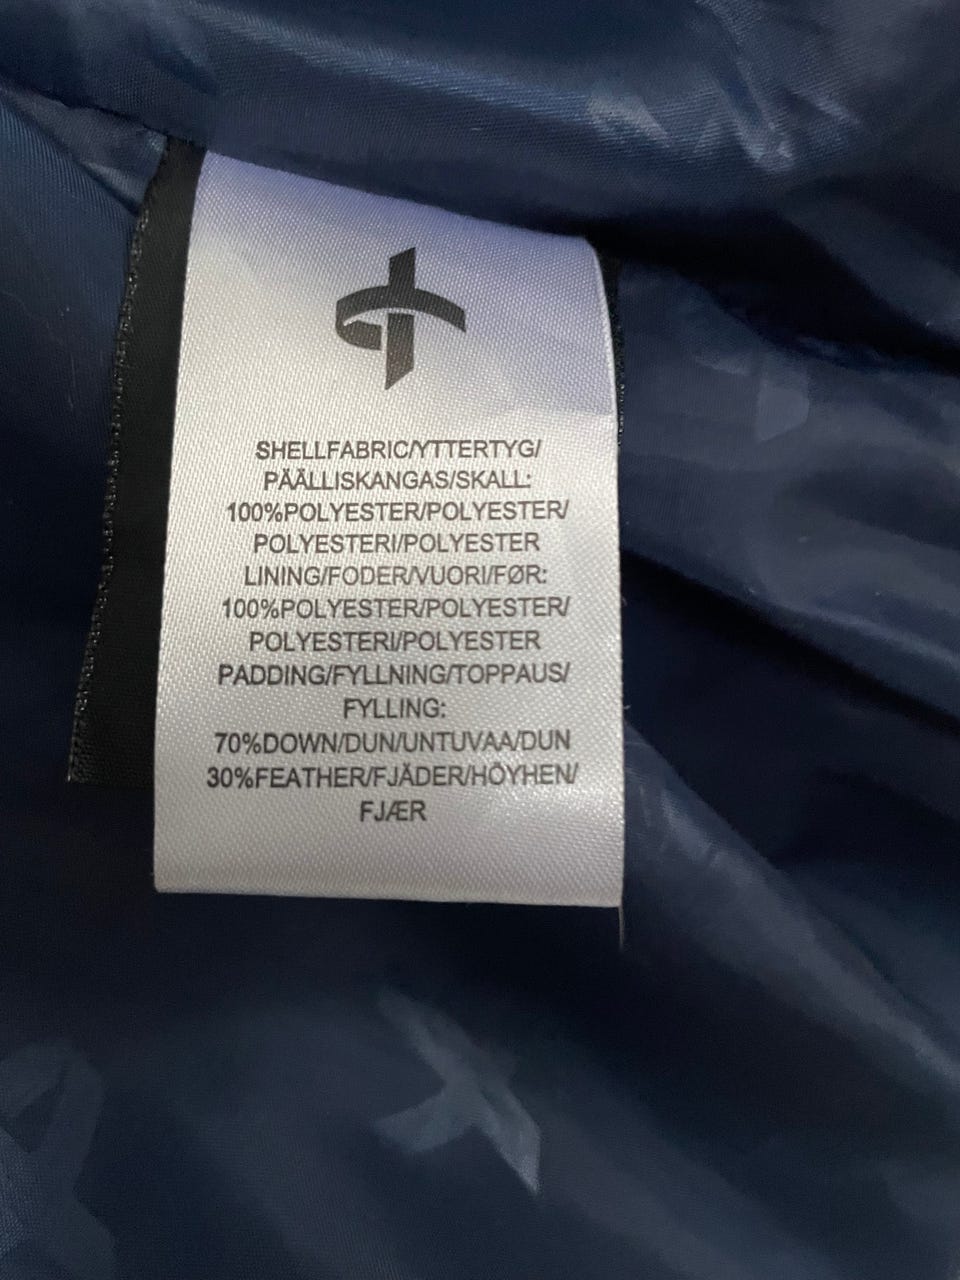 SHELLFABRIC/YTTERTYG/
PÄÄLLISKANGAS/SKALL:
100%POLYESTER/POLYESTER/
POLYESTERI/POLYESTER
LINING/FODER/VUORI/FØR:
100%POLYESTER/POLYESTER/
POLYESTERI/POLYESTER
PADDING/FYLLNING/TOPPAUS/
FYLLING:
70%DOWN/DUN/UNTUVAA/DUN
30%FEATHER/FJÄDER/HÖYHEN/
FJÆR